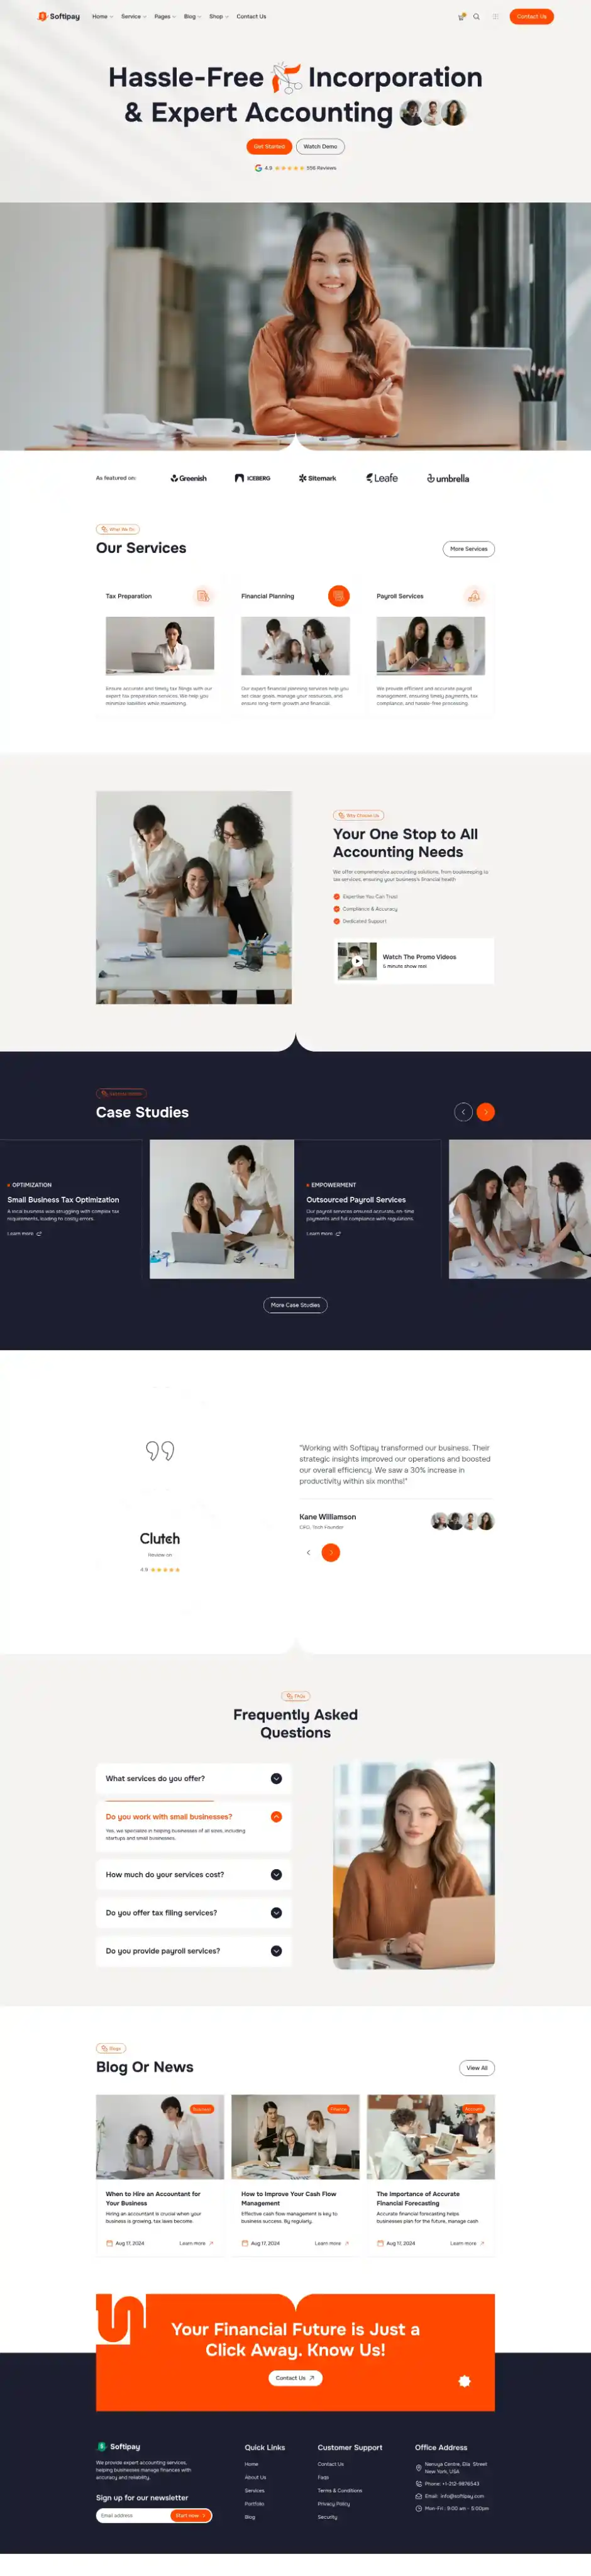 Softipay
Home
Service
Pages
Blog
Shop
Contact Us
Contact Us
Hassle-Free Incorporation
& Expert Accounting
Get Started
Watch Demo
4.9
556 Reviews
As featured on:
Greenish
ICEBERG
Sitemark
Leafe
umbrella
What We Do
Our Services
More Services
Tax Preparation
Financial Planning
Payroll Services
Ensure accurate and timely tax filings with our
expert tax preparation services. We help you
minimize liabilities while maximizing.
Our expert financial planning services help you
set clear goals, manage your resources, and
ensure long-term growth and financial.
We provide efficient and accurate payroll
management, ensuring timely payments, tax
compliance, and hassle-free processing.
Why Choose Us
Your One Stop to All
Accounting Needs
We offer comprehensive accounting solutions, from bookkeeping to
tax services, ensuring your business's financial health
Expertise You Can Trust
Compliance & Accuracy
Dedicated Support
Watch The Promo Videos
5 minute show reel
Case Studies
OPTIMIZATION
Small Business Tax Optimization
A local business was struggling with complex tax
requirements, leading to costly errors.
Learn more
EMPOWERMENT
Outsourced Payroll Services
Our payroll services ensured accurate, on-time
payments and full compliance with regulations.
Learn more
More Case Studies
"Working with Softipay transformed our business. Their
strategic insights improved our operations and boosted
our overall efficiency. We saw a 30% increase in
productivity within six months!"
Kane Williamson
CEO, Tech Founder
Clutch
Review on
4.9
FAQs
Frequently Asked
Questions
What services do you offer?
Do you work with small businesses?
Yes, we specialize in helping businesses of all sizes, including
startups and small businesses.
How much do your services cost?
Do you offer tax filing services?
Do you provide payroll services?
Blogs
Blog Or News
View All
Business
Finance
Account
When to Hire an Accountant for
Your Business
Hiring an accountant is crucial when your
business is growing, tax laws become
Aug 17, 2024
Learn more
How to Improve Your Cash Flow
Management
Effective cash flow management is key to
business success. By regularly
Aug 17, 2024
Learn more
The Importance of Accurate
Financial Forecasting
Accurate financial forecasting helps
businesses plan for the future, manage cash
Aug 17, 2024
Learn more
Your Financial Future is Just a
Click Away. Know Us!
Contact Us
Softipay
We provide expert accounting services,
helping businesses manage finances with
accuracy and reliability.
Sign up for our newsletter
Email address
Start now
Quick Links
Home
About Us
Services
Portfolio
Blog
Customer Support
Contact Us
Faqs
Terms & Conditions
Privacy Policy
Security
Office Address
Centre, Elia Street
New York, USA
Phone: +1-212-9876543
Email: info@softipay.com
Mon-Fri : 9:00 am - 5:00pm